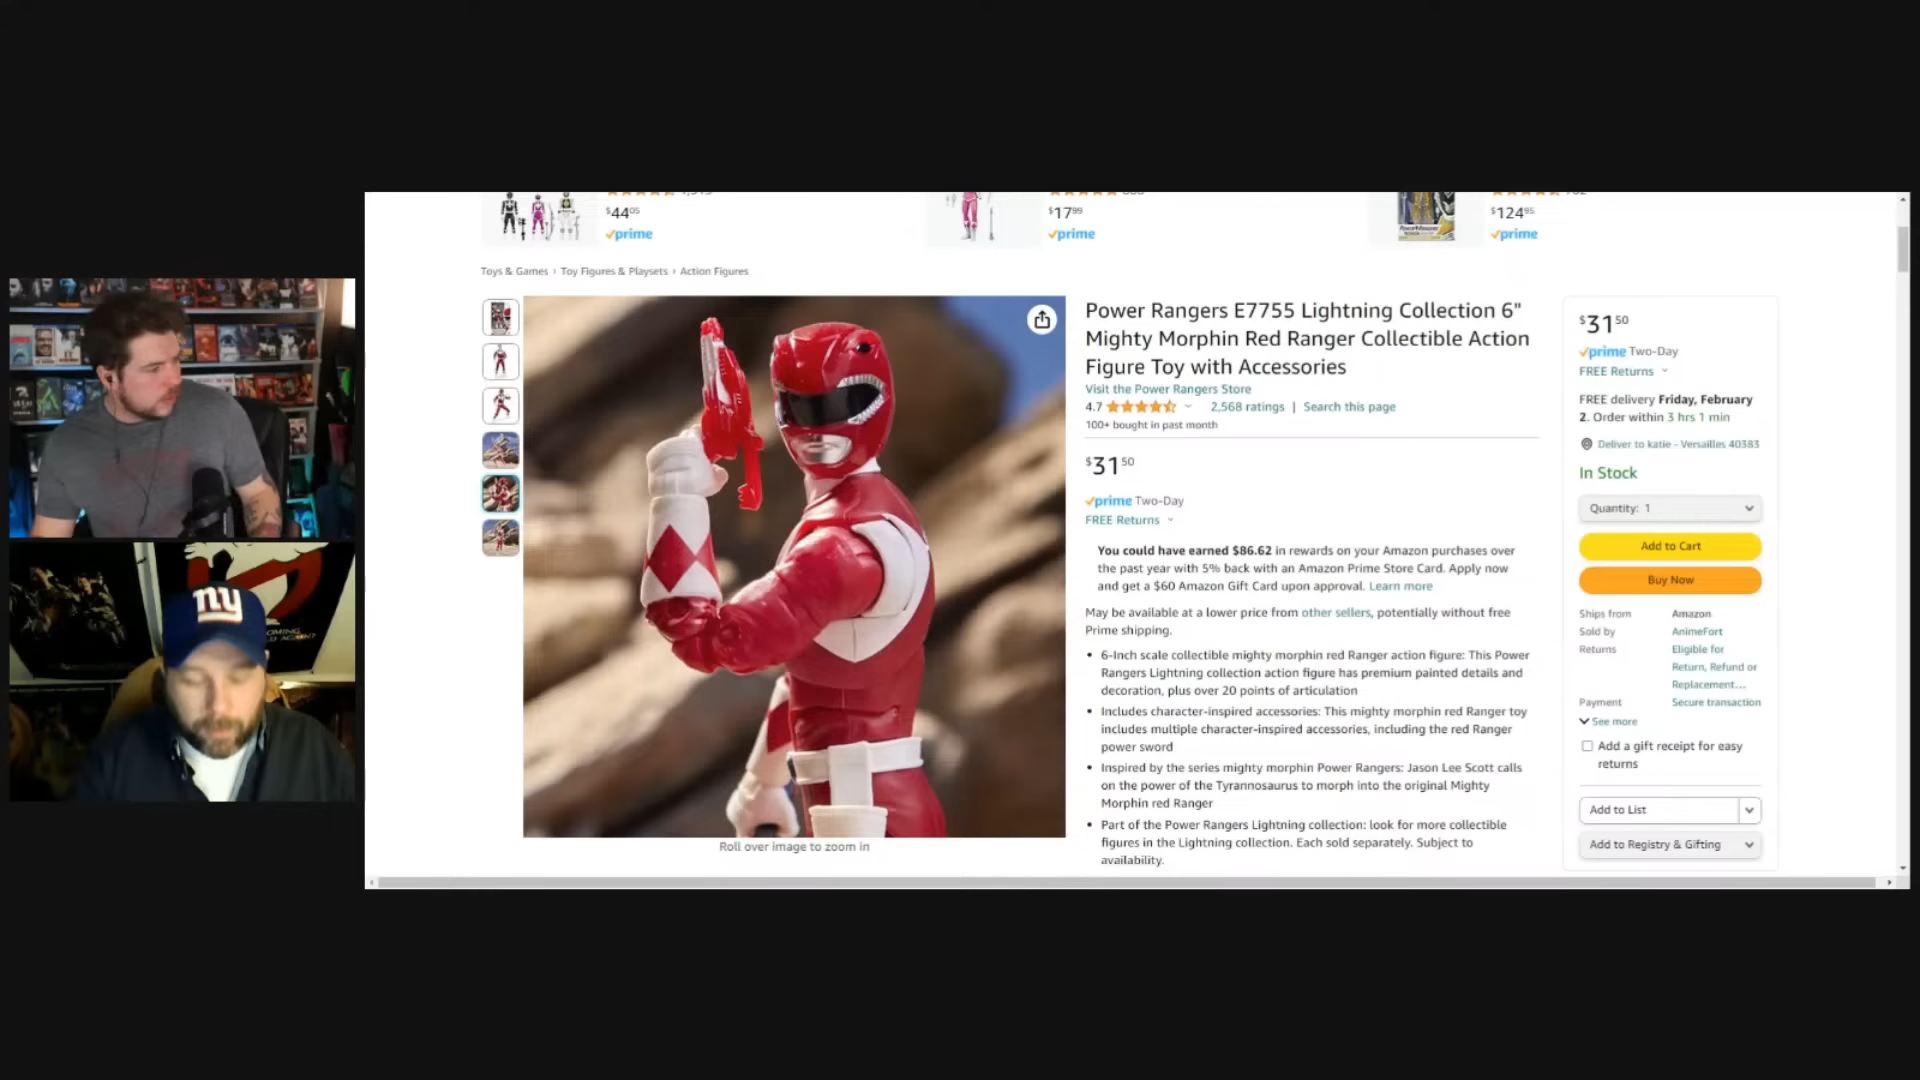 $44.05
prime
$17.99
prime
$124.95
prime
Toys & Games › Toy Figures & Playsets › Action Figures
Power Rangers E7755 Lightning Collection 6"
Mighty Morphin Red Ranger Collectible Action
Figure Toy with Accessories
Visit the Power Rangers Store
4.7
2,568 ratings | Search this page
100+ bought in past month
$31.50
prime Two-Day
FREE Returns
You could have earned $86.62 in rewards on your Amazon purchases over
the past year with 5% back with an Amazon Prime Store Card. Apply now
and get a $60 Amazon Gift Card upon approval. Learn more
May be available at a lower price from other sellers, potentially without free
Prime shipping.
• 6-Inch scale collectible mighty morphin red Ranger action figure: This Power
Rangers Lightning collection action figure has premium painted details and
decoration, plus over 20 points of articulation
• Includes character-inspired accessories: This mighty morphin red Ranger toy
includes multiple character-inspired accessories, including the red Ranger
power sword
• Inspired by the series mighty morphin Power Rangers: Jason Lee Scott calls
on the power of the Tyrannosaurus to morph into the original Mighty
Morphin red Ranger
• Part of the Power Rangers Lightning collection: look for more collectible
figures in the Lightning collection. Each sold separately. Subject to
availability.
Roll over image to zoom in
$31.50
prime Two-Day
FREE Returns
FREE delivery Friday, February
2. Order within 3 hrs 1 min
Deliver to katie - Versailles 40383
In Stock
Quantity: 1
Add to Cart
Buy Now
Ships from Amazon
Sold by AnimeFort
Returns Eligible for
Return, Refund or
Replacement...
Payment Secure transaction
See more
Add a gift receipt for easy
returns
Add to List
Add to Registry & Gifting
ny